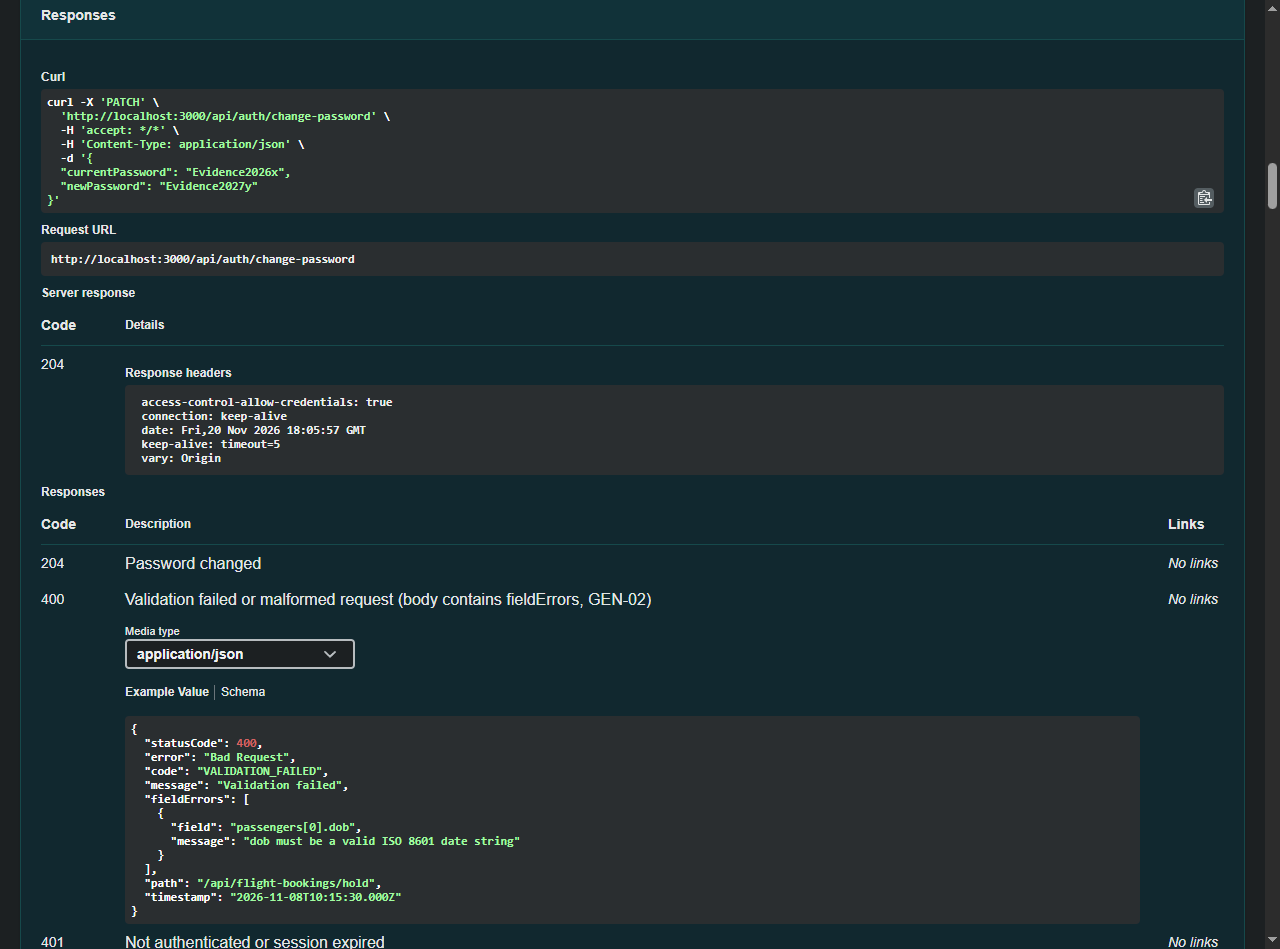 Responses
Curl
curl -X 'PATCH' \
  'http://localhost:3000/api/auth/change-password' \
  -H 'accept: */*' \
  -H 'Content-Type: application/json' \
  -d '{
  "currentPassword": "Evidence2026x",
  "newPassword": "Evidence2027y"
}'
Request URL
http://localhost:3000/api/auth/change-password
Server response
Code Details
204
Response headers
access-control-allow-credentials: true
connection: keep-alive
date: Fri,20 Nov 2026 18:05:57 GMT
keep-alive: timeout=5
vary: Origin
Responses
Code Description Links
204 Password changed No links
400 Validation failed or malformed request (body contains fieldErrors, GEN-02) No links
Media type
application/json
Example Value Schema
{
  "statusCode": 400,
  "error": "Bad Request",
  "code": "VALIDATION_FAILED",
  "message": "Validation failed",
  "fieldErrors": [
    {
      "field": "passengers[0].dob",
      "message": "dob must be a valid ISO 8601 date string"
    }
  ],
  "path": "/api/flight-bookings/hold",
  "timestamp": "2026-11-08T10:15:30.000Z"
}
401 Not authenticated or session expired No links